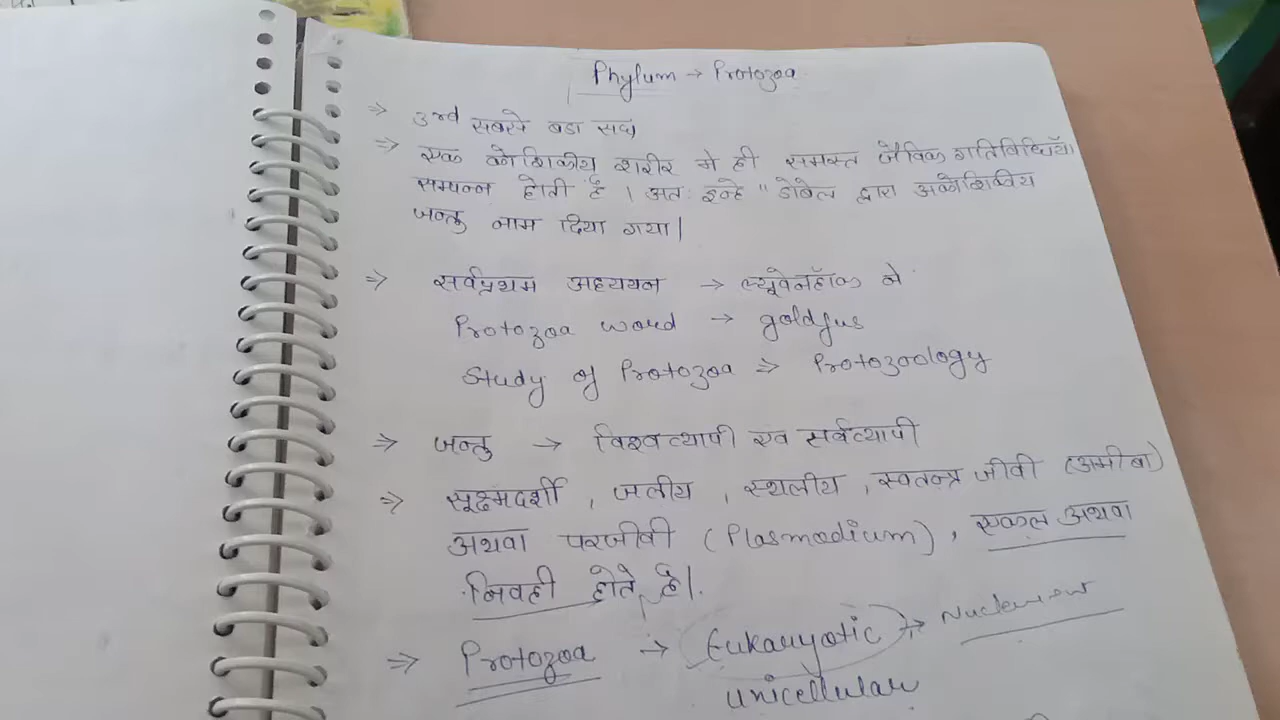 Phylum → Protozoa
⇒ 3rd सबसे बडा संघ
⇒ एक कोशिकीय शरीर मे ही समस्त जैविक गतिविधियाँ
सम्पन्न होती है । अतः इन्हे " डोबेल द्वारा अकोशिकिय
जन्तु नाम दिया गया।
⇒ सर्वप्रथम अध्ययन → ल्यूवेनहॉक ने
Protozoa word → goldfus
Study of Protozoa ⇒ Protozoology
⇒ जन्तु → विश्वव्यापी एव सर्वव्यापी
⇒ सूक्ष्मदर्शी , जलीय , स्थलीय , स्वतन्त्र जीवी (अमीबा)
अथवा परजीवी (Plasmodium) , एकल अथवा
निवही होते है।
⇒ Protozoa → Eukaryotic →
unicellular